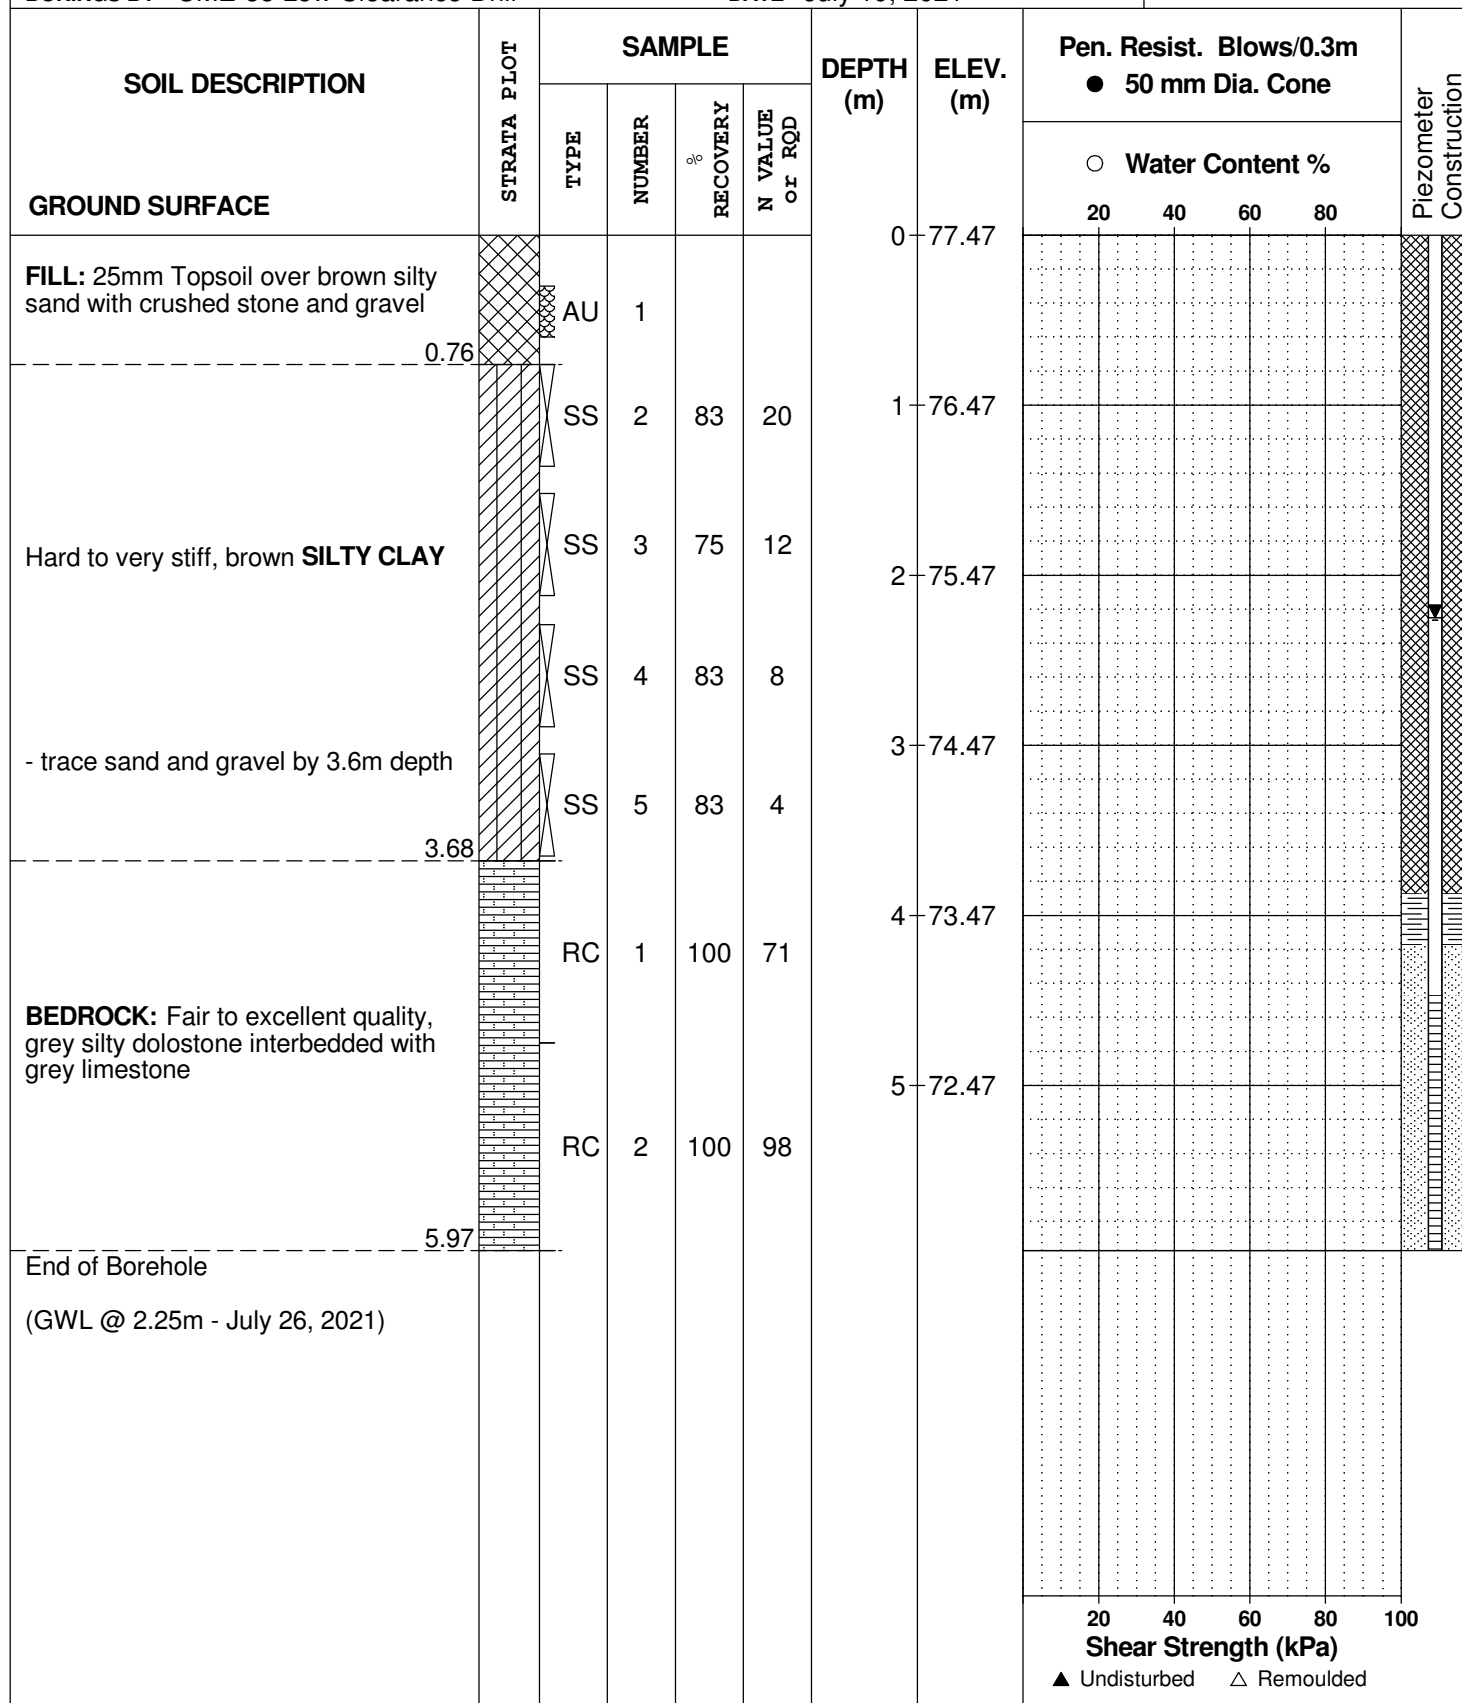 SOIL DESCRIPTION
GROUND SURFACE
STRATA PLOT
SAMPLE
TYPE
NUMBER
%
RECOVERY
N VALUE
or RQD
DEPTH
(m)
ELEV.
(m)
Pen. Resist. Blows/0.3m
● 50 mm Dia. Cone
○ Water Content %
20 40 60 80
Piezometer
Construction
0 77.47
FILL: 25mm Topsoil over brown silty
sand with crushed stone and gravel
AU 1
0.76
SS 2 83 20
1 76.47
Hard to very stiff, brown SILTY CLAY
SS 3 75 12
2 75.47
SS 4 83 8
3 74.47
- trace sand and gravel by 3.6m depth
SS 5 83 4
3.68
4 73.47
RC 1 100 71
BEDROCK: Fair to excellent quality,
grey silty dolostone interbedded with
grey limestone
5 72.47
RC 2 100 98
5.97
End of Borehole
(GWL @ 2.25m - July 26, 2021)
20 40 60 80 100
Shear Strength (kPa)
▲ Undisturbed △ Remoulded